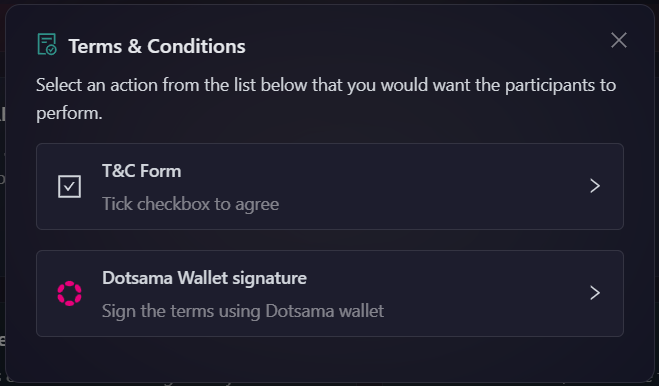 Terms & Conditions
Select an action from the list below that you would want the participants to
perform.
T&C Form
Tick checkbox to agree
Dotsama Wallet signature
Sign the terms using Dotsama wallet